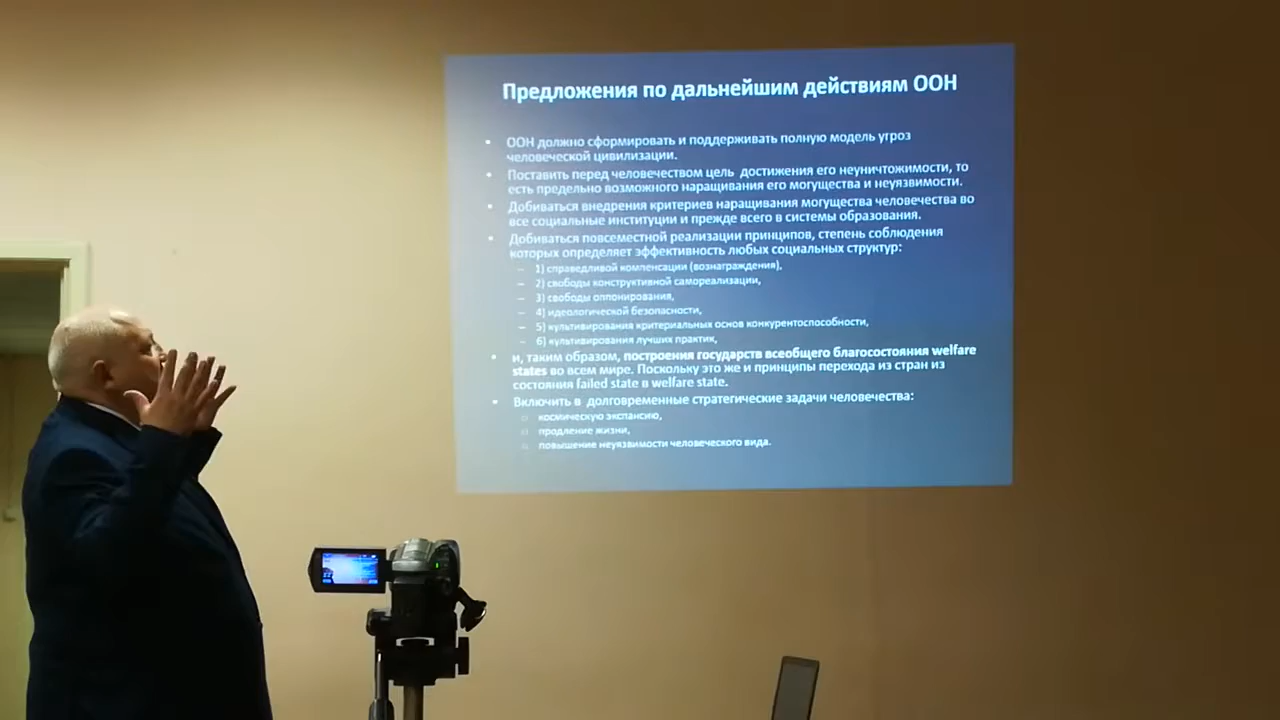 Предложения по дальнейшим действиям ООН
• ООН должно сформировать и поддерживать полную модель угроз
человеческой цивилизации.
• Поставить перед человечеством цель достижения его неуничтожимости, то
есть предельно возможного наращивания его могущества и неуязвимости.
• Добиваться внедрения критериев наращивания могущества человечества во
все социальные институции и прежде всего в системы образования.
• Добиваться повсеместной реализации принципов, степень соблюдения
которых определяет эффективность любых социальных структур:
– 1) справедливой компенсации (вознаграждения),
– 2) свободы конструктивной самореализации,
– 3) свободы оппонирования,
– 4) идеологической безопасности,
– 5) культивирования критериальных основ конкурентоспособности,
– 6) культивирования лучших практик,
• и, таким образом, построения государств всеобщего благосостояния welfare
states во всем мире. Поскольку это же и принципы перехода из стран из
состояния failed state в welfare state.
• Включить в долговременные стратегические задачи человечества:
космическую экспансию,
продление жизни,
повышение неуязвимости человеческого вида.